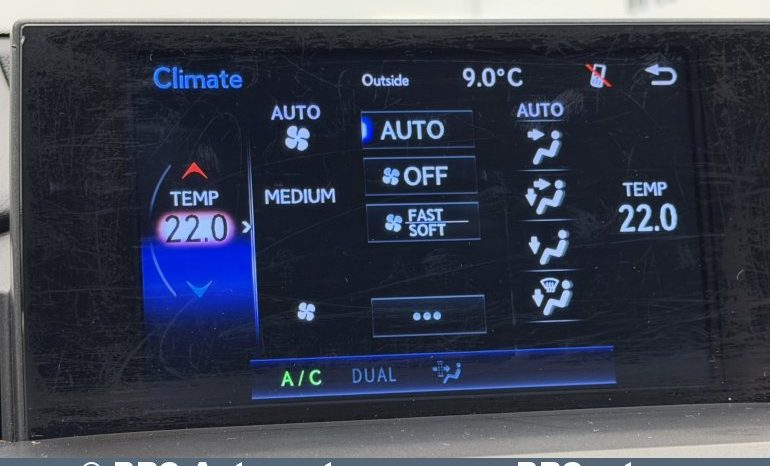 Climate
Outside 9.0°C
AUTO
AUTO
AUTO
OFF
TEMP
22.0
MEDIUM
FAST
SOFT
TEMP
22.0
•••
A/C DUAL